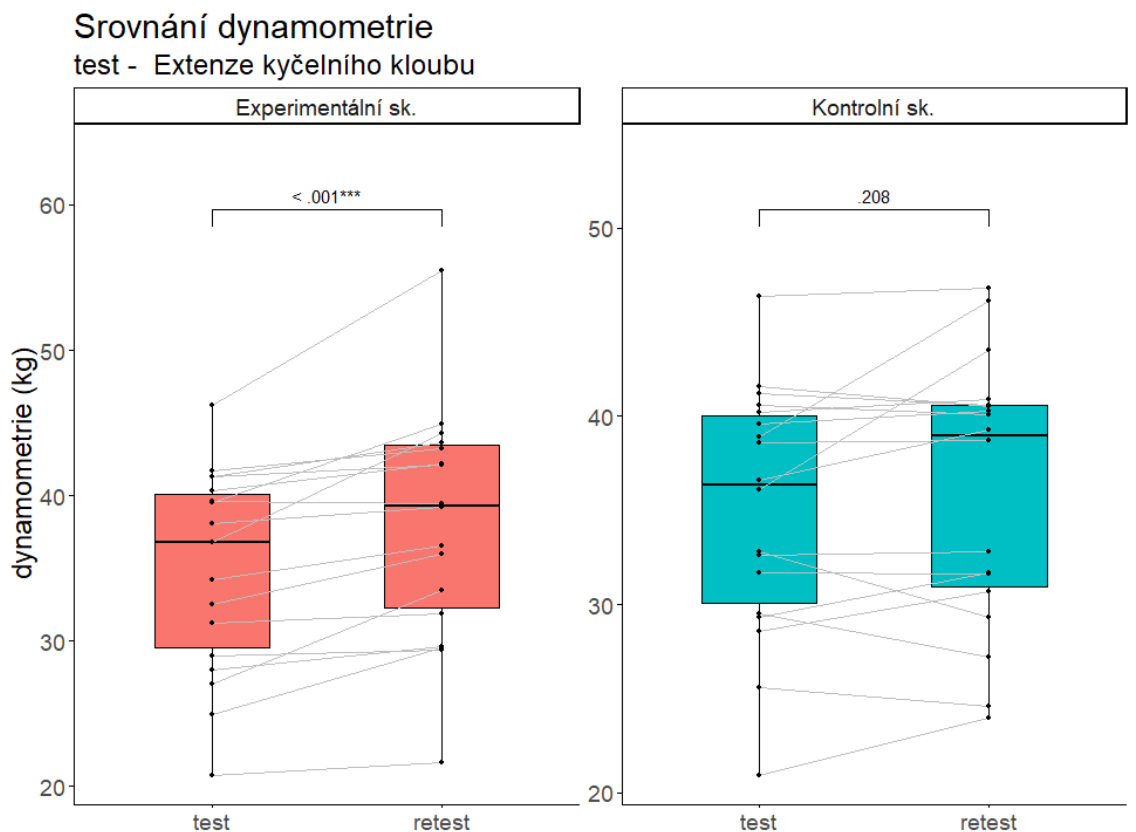 Srovnání dynamometrie
test -  Extenze kyčelního kloubu
Experimentální sk.
Kontrolní sk.
dynamometrie (kg)
60
50
40
30
20
< .001***
test
retest
50
40
30
20
.208
test
retest